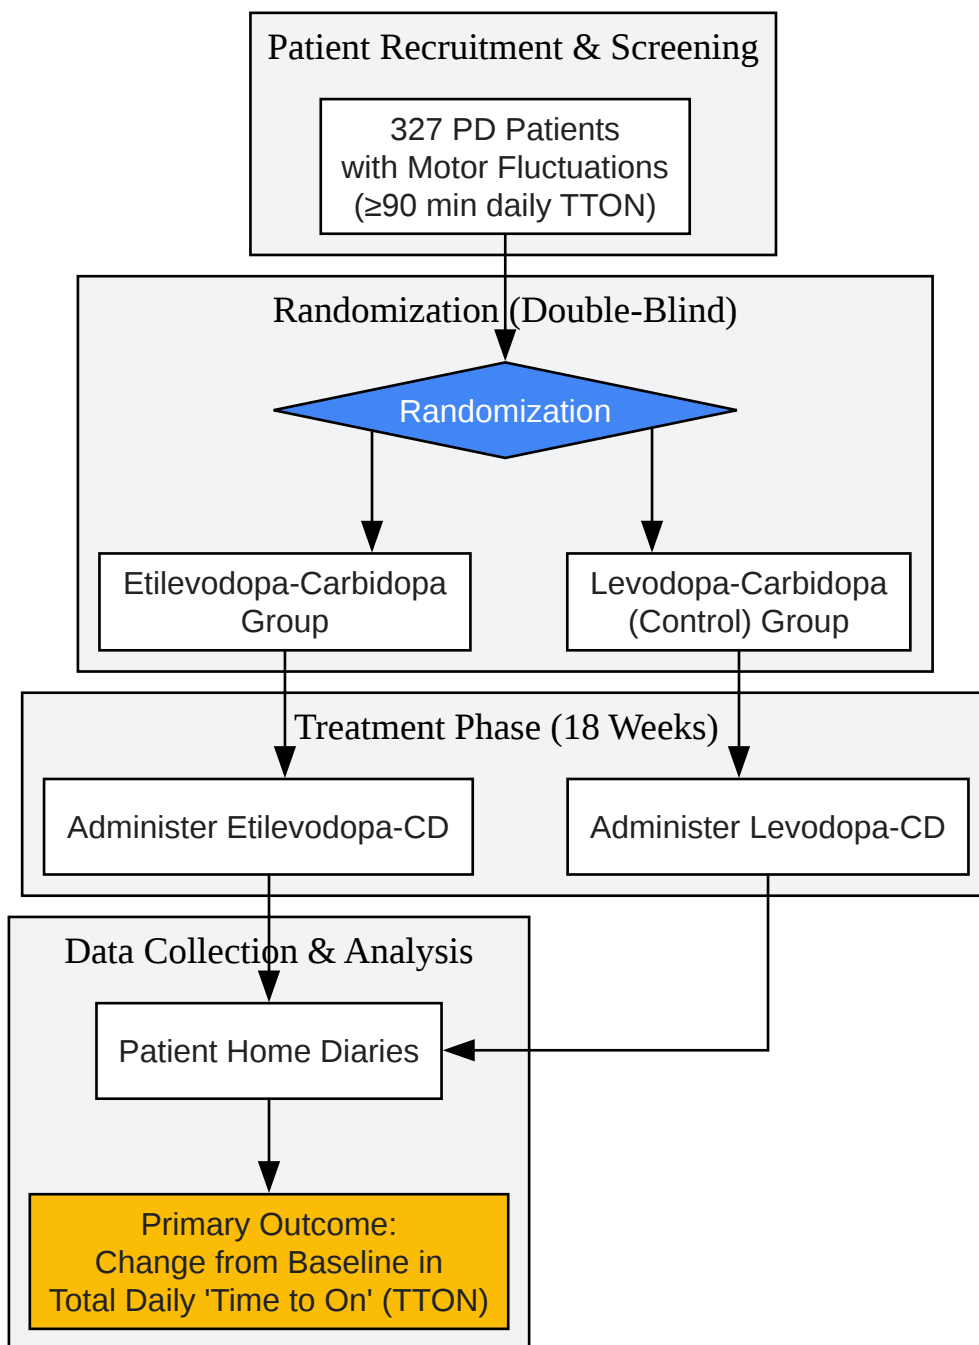 Patient Recruitment & Screening
327 PD Patients
with Motor Fluctuations
(≥90 min daily TTON)
Randomization (Double-Blind)
Randomization
Etilevodopa-Carbidopa
Group
Levodopa-Carbidopa
(Control) Group
Treatment Phase (18 Weeks)
Administer Etilevodopa-CD
Administer Levodopa-CD
Data Collection & Analysis
Patient Home Diaries
Primary Outcome:
Change from Baseline in
Total Daily 'Time to On' (TTON)